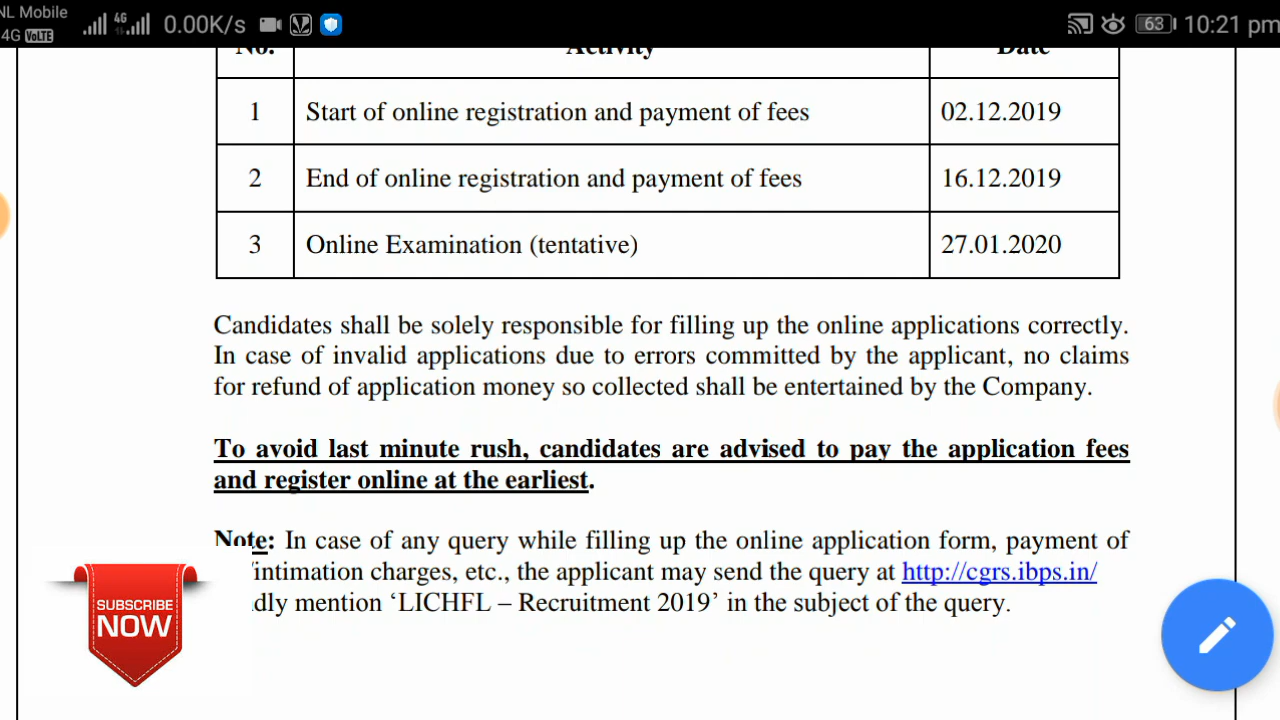 NL Mobile
4G VoLTE
4G
0.00K/s
63
10:21 pm
No. Activity Date
1 Start of online registration and payment of fees 02.12.2019
2 End of online registration and payment of fees 16.12.2019
3 Online Examination (tentative) 27.01.2020
Candidates shall be solely responsible for filling up the online applications correctly.
In case of invalid applications due to errors committed by the applicant, no claims
for refund of application money so collected shall be entertained by the Company.
To avoid last minute rush, candidates are advised to pay the application fees
and register online at the earliest.
Note: In case of any query while filling up the online application form, payment of
/intimation charges, etc., the applicant may send the query at http://cgrs.ibps.in/
dly mention ‘LICHFL – Recruitment 2019’ in the subject of the query.
SUBSCRIBE
NOW